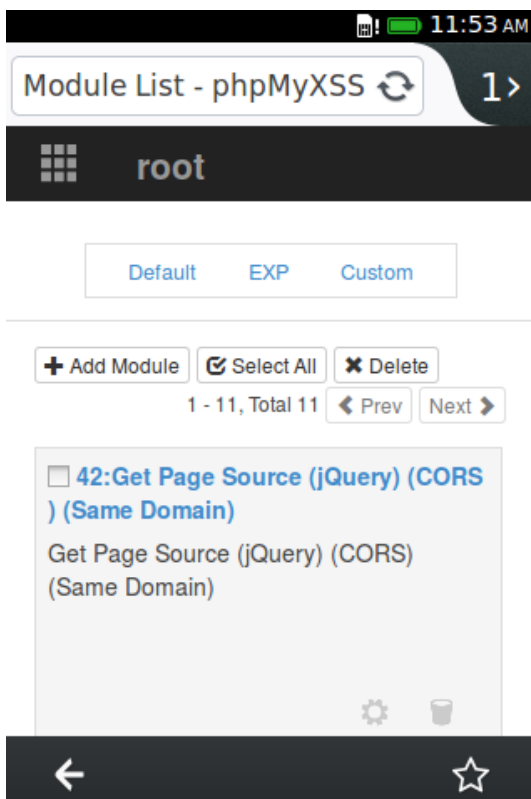 11:53 AM
Module List - phpMyXSS
1
root
Default EXP Custom
Add Module Select All Delete
1 - 11, Total 11 Prev Next
42:Get Page Source (jQuery) (CORS
) (Same Domain)
Get Page Source (jQuery) (CORS)
(Same Domain)